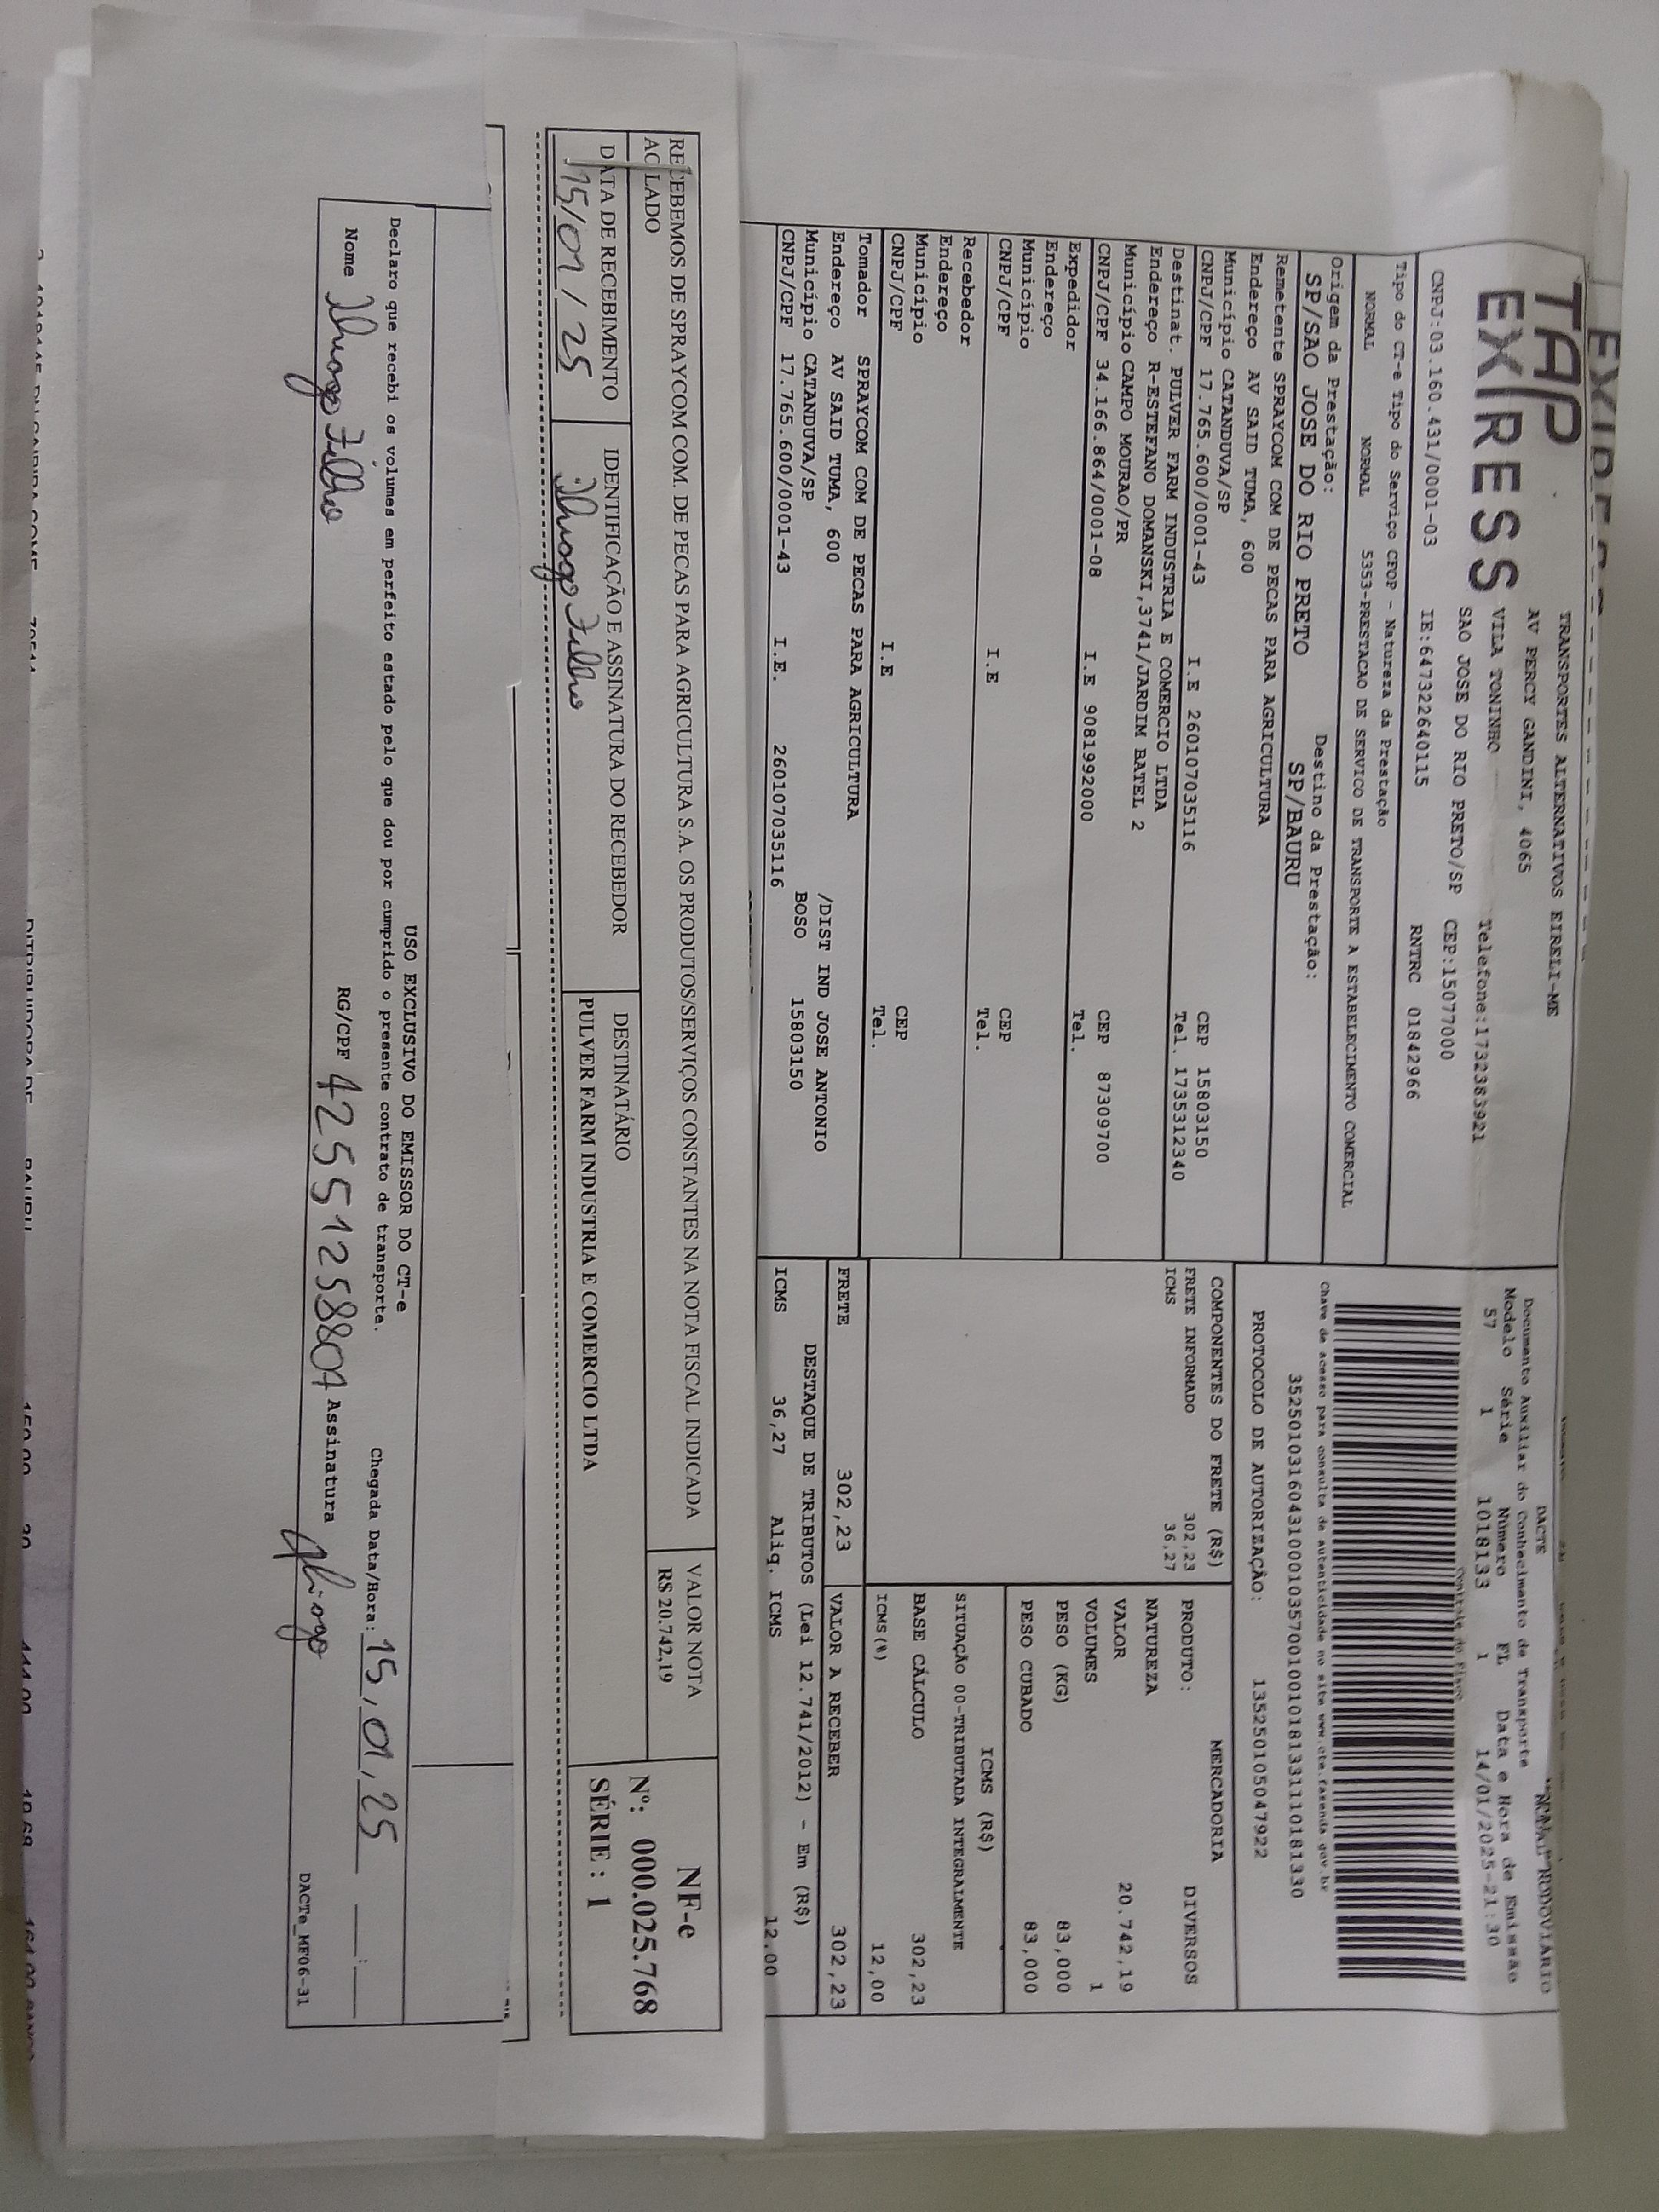 TAP
EXPRESS
TRANSPORTES ALTERNATIVOS EIRELI-ME
AV PERCY GANDINI, 4065
VILA TONINHO Telefone:1732383921
SAO JOSE DO RIO PRETO/SP CEP:15077000
CNPJ:03.160.431/0001-03 IE:647322640115 RNTRC 01842966
DACTE
Documento Auxiliar do Conhecimento de Transporte
Modelo Série Número FL Data e Hora de Emissão
57 1 1018133 1 14/01/2025-21:30
Controle do Fisco
Tipo do CT-e Tipo do Serviço CFOP - Natureza da Prestação
NORMAL NORMAL 5353-PRESTACAO DE SERVICO DE TRANSPORTE A ESTABELECIMENTO COMERCIAL
Chave de acesso para consulta de autenticidade no site www.cte.fazenda.gov.br
35250103160431000103570010010181331110181330
PROTOCOLO DE AUTORIZAÇÃO: 135250105047922
Origem da Prestação: Destino da Prestação:
SP/SAO JOSE DO RIO PRETO SP/BAURU
Remetente SPRAYCOM COM DE PECAS PARA AGRICULTURA
Endereço AV SAID TUMA, 600
Município CATANDUVA/SP CEP 15803150
CNPJ/CPF 17.765.600/0001-43 I.E 260107035116 Tel. 1735312340
Destinat. PULVER FARM INDUSTRIA E COMERCIO LTDA
Endereço R-ESTEFANO DOMANSKI,3741/JARDIM BATEL 2
Município CAMPO MOURAO/PR CEP 87309700
CNPJ/CPF 34.166.864/0001-08 I.E 9081992000 Tel.
Expedidor
Endereço
Município CEP
CNPJ/CPF I.E Tel.
Recebedor
Endereço
Município CEP
CNPJ/CPF I.E Tel.
Tomador SPRAYCOM COM DE PECAS PARA AGRICULTURA
Endereço AV SAID TUMA, 600 /DIST IND JOSE ANTONIO
Município CATANDUVA/SP BOSO 15803150
CNPJ/CPF 17.765.600/0001-43 I.E. 260107035116
COMPONENTES DO FRETE (R$)
FRETE INFORMADO 302,23
ICMS 36,27
MERCADORIA
PRODUTO: DIVERSOS
NATUREZA
VALOR 20.742,19
VOLUMES 1
PESO (KG) 83,000
PESO CUBADO 83,000
ICMS (R$)
SITUAÇÃO 00-TRIBUTADA INTEGRALMENTE
BASE CÁLCULO 302,23
ICMS(%) 12,00
FRETE 302,23 VALOR A RECEBER 302,23
DESTAQUE DE TRIBUTOS (Lei 12.741/2012) - Em (R$)
ICMS 36,27 Aliq. ICMS 12.00
RECEBEMOS DE SPRAYCOM COM. DE PECAS PARA AGRICULTURA S.A. OS PRODUTOS/SERVIÇOS CONSTANTES NA NOTA FISCAL INDICADA
AO LADO
VALOR NOTA
R$ 20.742,19
NF-e
Nº: 000.025.768
SÉRIE : 1
DATA DE RECEBIMENTO IDENTIFICAÇÃO E ASSINATURA DO RECEBEDOR DESTINATÁRIO
15/01/25 Thiago Filho PULVER FARM INDUSTRIA E COMERCIO LTDA
USO EXCLUSIVO DO EMISSOR DO CT-e
Declaro que recebi os volumes em perfeito estado pelo que dou por cumprido o presente contrato de transporte. Chegada Data/Hora: 15,01,25
Nome Thiago Filho RG/CPF 42551258807 Assinatura Thiago
DACTe_MF06-31